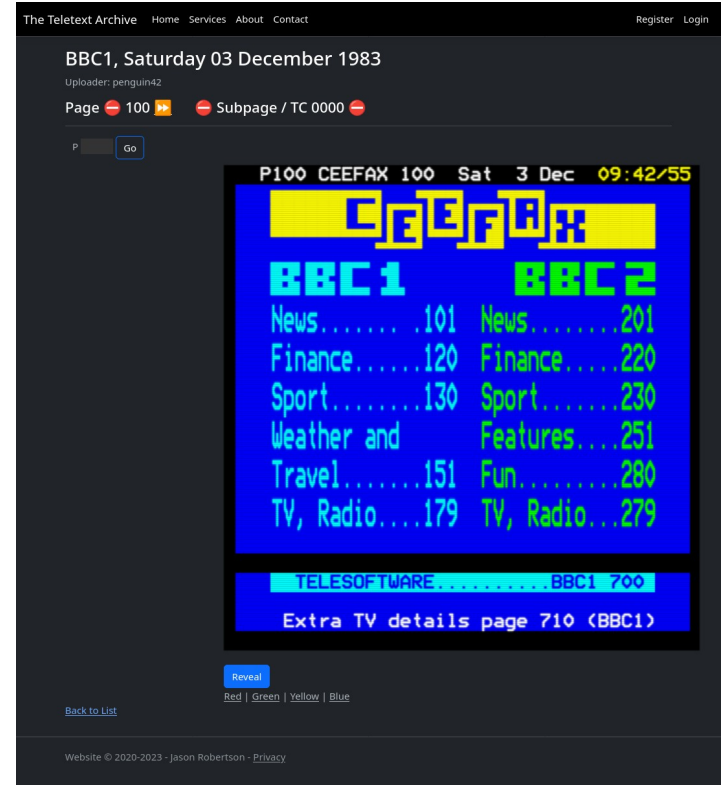 The Teletext Archive Home Services About Contact Register Login
BBC1, Saturday 03 December 1983
Uploader: penguin42
Page ⛔ 100 ⏩ ⛔ Subpage / TC 0000 ⛔
P Go
P100 CEEFAX 100 Sat 3 Dec 09:42/55
CEEFAX
BBC1 BBC2
News....... .101 News........201
Finance......120 Finance.....220
Sport........130 Sport.......230
Weather and Features....251
Travel.......151 Fun.........280
TV, Radio....179 TV, Radio...279
TELESOFTWARE..........BBC1 700
Extra TV details page 710 (BBC1)
Reveal
Red | Green | Yellow | Blue
Back to List
Website © 2020-2023 - Jason Robertson - Privacy